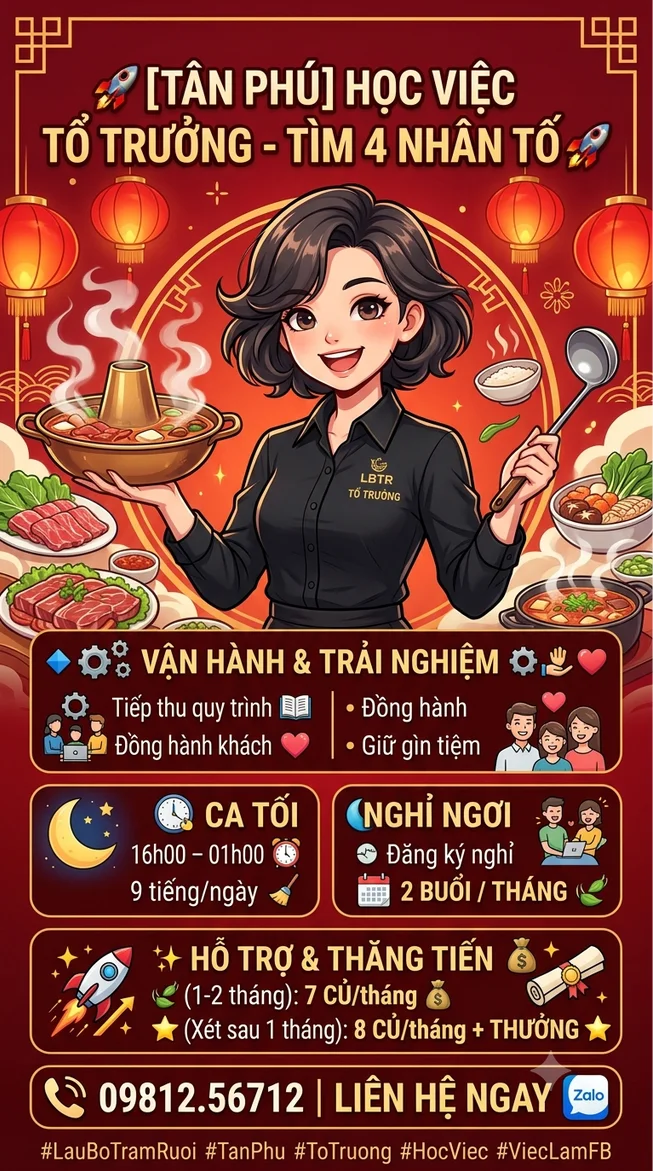 [TÂN PHÚ] HỌC VIỆC
TỔ TRƯỞNG - TÌM 4 NHÂN TỐ
LBTR
TỔ TRUÔNG
VẬN HÀNH & TRẢI NGHIỆM
Tiếp thu quy trình
Đồng hành khách
• Đồng hành
• Giữ gìn tiệm
CA TỐI
16h00 – 01h00
9 tiếng/ngày
NGHỈ NGƠI
Đăng ký nghỉ
2 BUỔI / THÁNG
HỖ TRỢ & THĂNG TIẾN
(1-2 tháng): 7 CỦ/tháng
(Xét sau 1 tháng): 8 CỦ/tháng + THƯỞNG
09812.56712 | LIÊN HỆ NGAY Zalo
#LauBoTramRuoi #TanPhu #ToTruong #HocViec #ViecLamFB